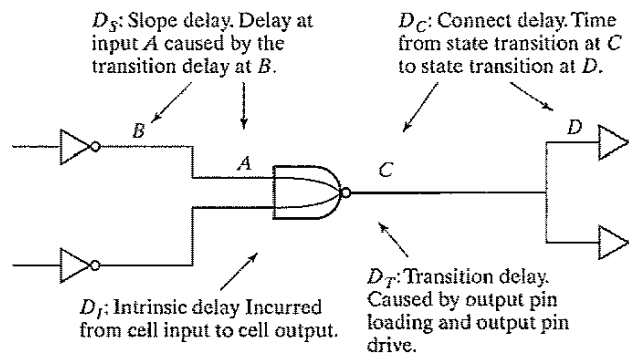 D_S: Slope delay. Delay at
input A caused by the
transition delay at B.
D_C: Connect delay. Time
from state transition at C
to state transition at D.
B
D
A
C
D_I: Intrinsic delay Incurred
from cell input to cell output.
D_T: Transition delay.
Caused by output pin
loading and output pin
drive.